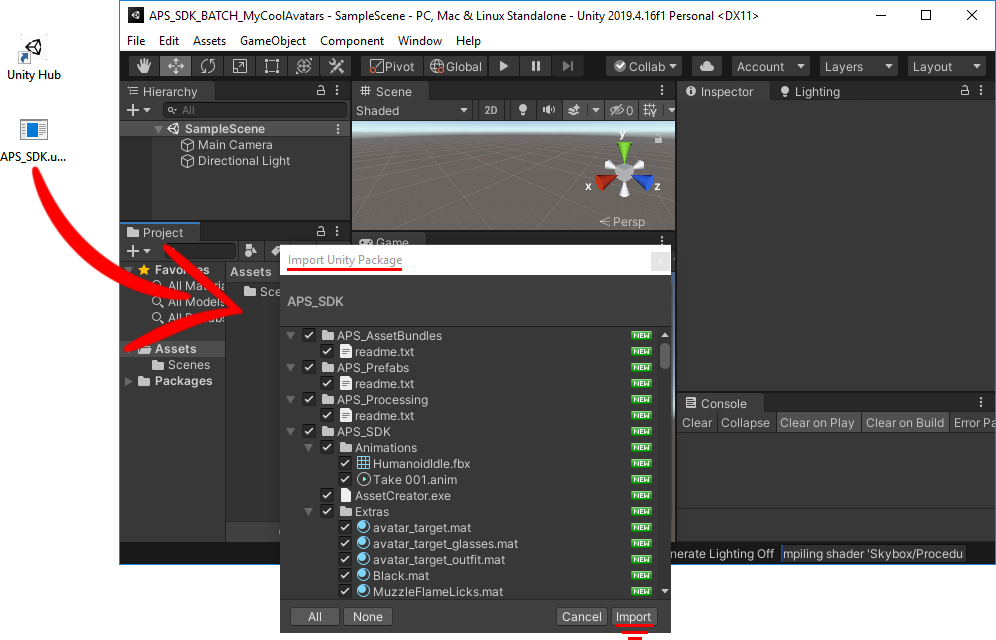 APS_SDK_BATCH_MyCoolAvatars - SampleScene - PC, Mac & Linux Standalone - Unity 2019.4.16f1 Personal <DX11>
File Edit Assets GameObject Component Window Help
Unity Hub
APS_SDK.u...
Pivot Global Collab Account Layers Layout
Hierarchy
All
SampleScene
Main Camera
Directional Light
Scene
Shaded 2D 0
y
x z
Persp
Inspector Lighting
Project
Favorites
All Materia
All Models
All
Assets
Scenes
Packages
Assets
Sce
Game
Import Unity Package
x
APS_SDK
APS_AssetBundles NEW
readme.txt NEW
APS_Prefabs NEW
readme.txt NEW
APS_Processing NEW
readme.txt NEW
APS_SDK NEW
Animations NEW
HumanoidIdle.fbx NEW
Take 001.anim NEW
AssetCreator.exe NEW
Extras NEW
avatar_target.mat NEW
avatar_target_glasses.mat NEW
avatar_target_outfit.mat NEW
Black.mat NEW
MuzzleFlameLicks.mat NEW
All None Cancel Import
Console
Clear Collapse Clear on Play Clear on Build Error Pa
nerate Lighting Off mpiling shader 'Skybox/Procedu